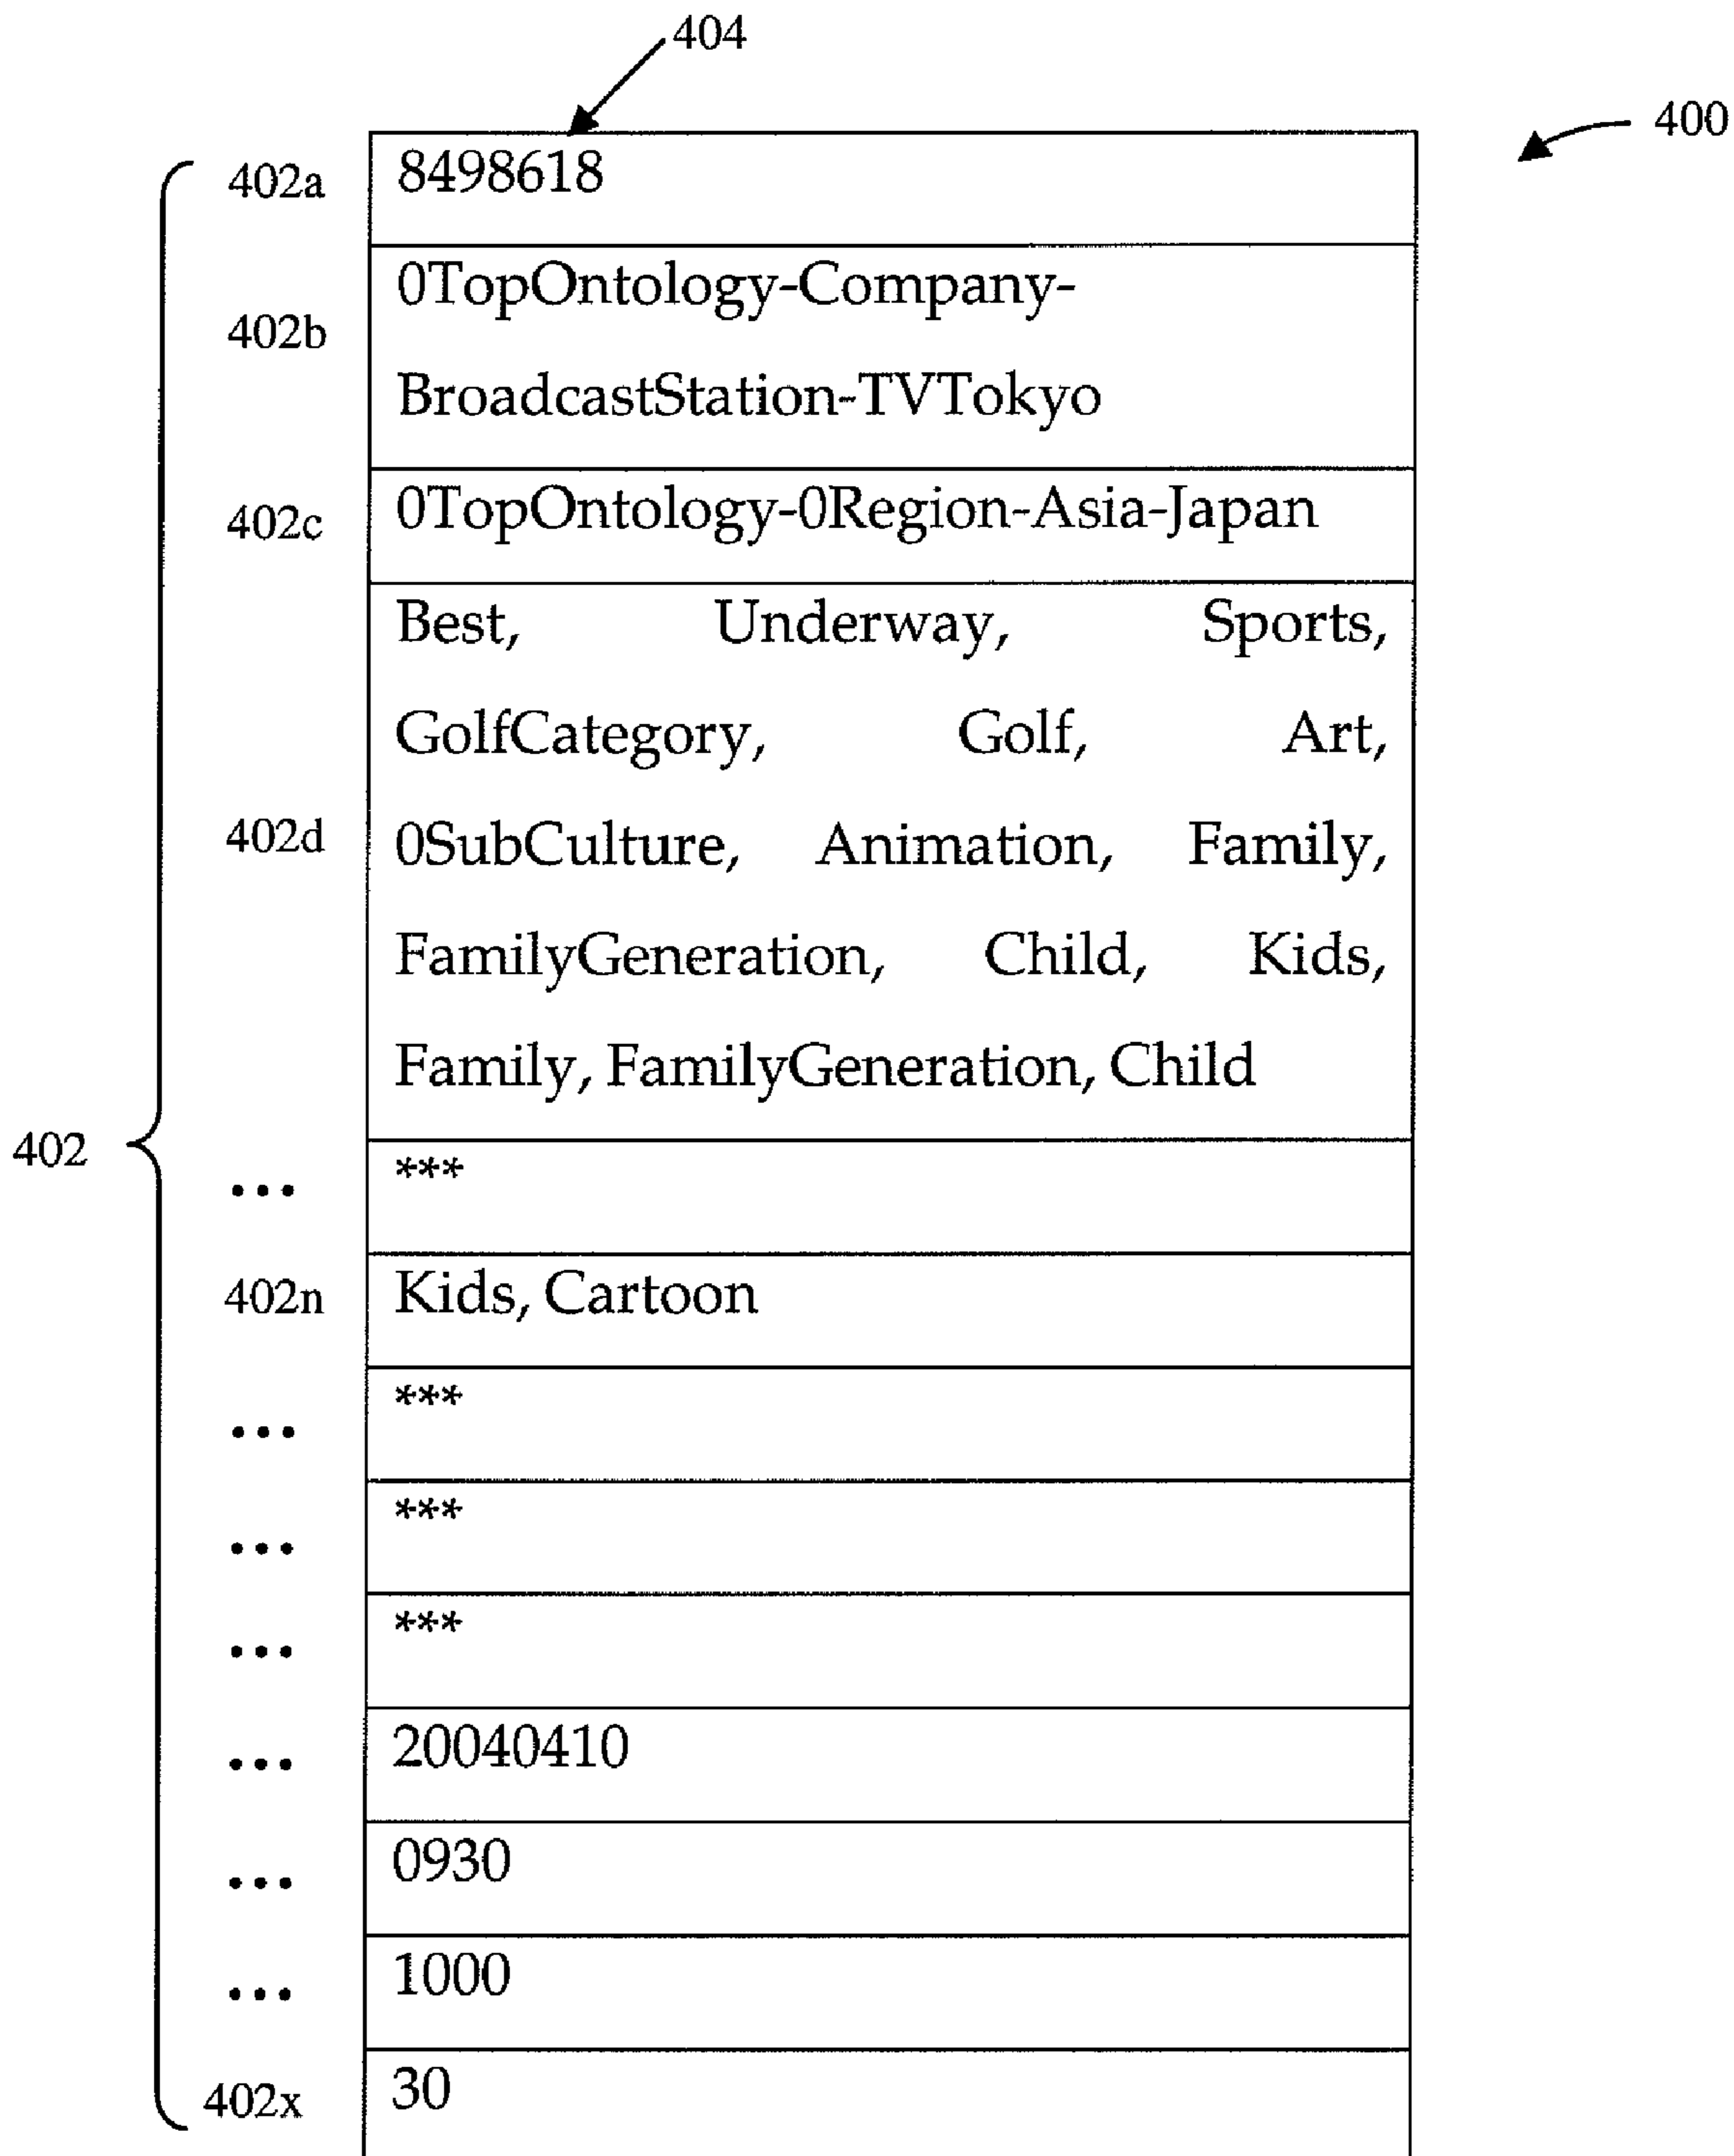 404
400
402a 8498618
402b 0TopOntology-Company-
BroadcastStation-TVTokyo
402c 0TopOntology-0Region-Asia-Japan
Best, Underway, Sports,
GolfCategory, Golf, Art,
402d 0SubCulture, Animation, Family,
FamilyGeneration, Child, Kids,
Family, FamilyGeneration, Child
402
... ***
402n Kids, Cartoon
... ***
... ***
... ***
... 20040410
... 0930
... 1000
402x 30